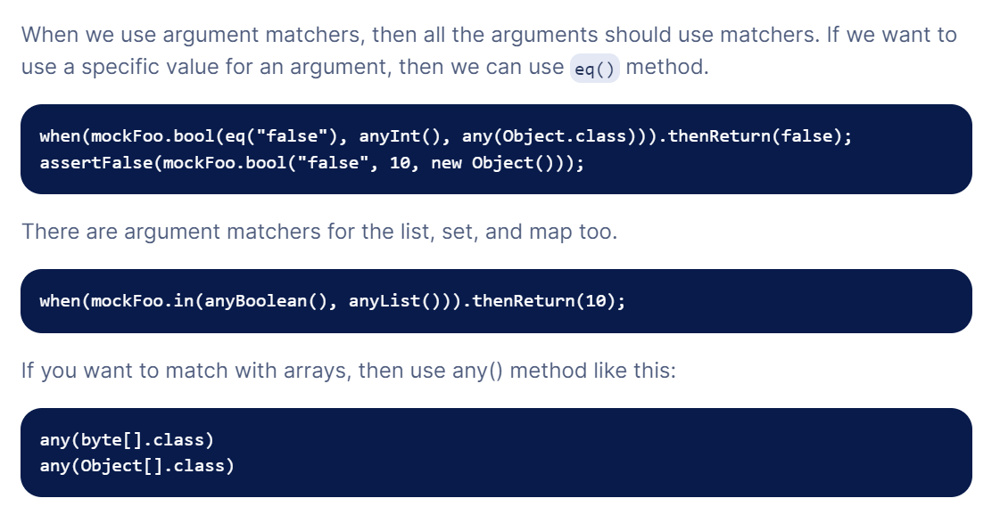 When we use argument matchers, then all the arguments should use matchers. If we want to
use a specific value for an argument, then we can use eq() method.
when(mockFoo.bool(eq("false"), anyInt(), any(Object.class))).thenReturn(false);
assertFalse(mockFoo.bool("false", 10, new Object()));
There are argument matchers for the list, set, and map too.
when(mockFoo.in(anyBoolean(), anyList())).thenReturn(10);
If you want to match with arrays, then use any() method like this:
any(byte[].class)
any(Object[].class)